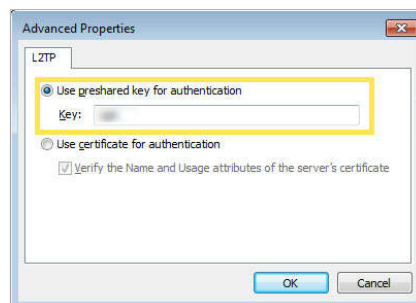 Advanced Properties
L2TP
Use preshared key for authentication
Key:
Use certificate for authentication
Verify the Name and Usage attributes of the server's certificate
OK
Cancel